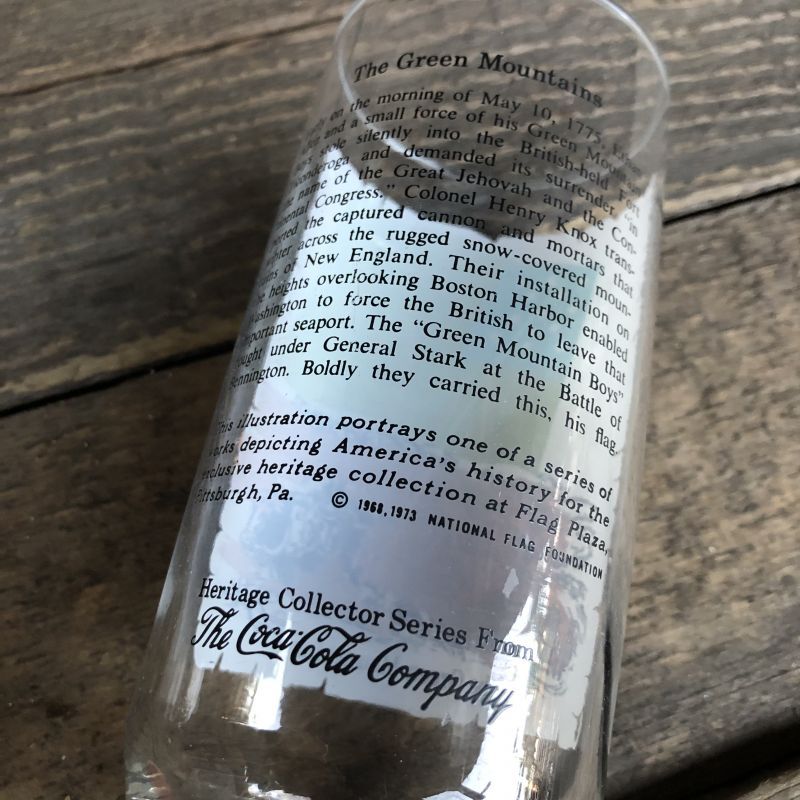 The Green Mountains
on the morning of May 10, 1775,
and a small force of his Green
stole silently into the British-held Fort
and demanded its surrender, "in
name of the Great Jehovah and the Con-
Congress." Colonel Henry Knox trans-
the captured cannon and mortars that
across the rugged snow-covered moun-
of New England. Their installation on
heights overlooking Boston Harbor enabled
Washington to force the British to leave that
important seaport. The "Green Mountain Boys"
fought under General Stark at the Battle of
Bennington. Boldly they carried this, his flag.
This illustration portrays one of a series of
works depicting America's history for the
exclusive heritage collection at Flag Plaza,
Pittsburgh, Pa. © 1968, 1973 NATIONAL FLAG FOUNDATION
Heritage Collector Series From
The Coca-Cola Company